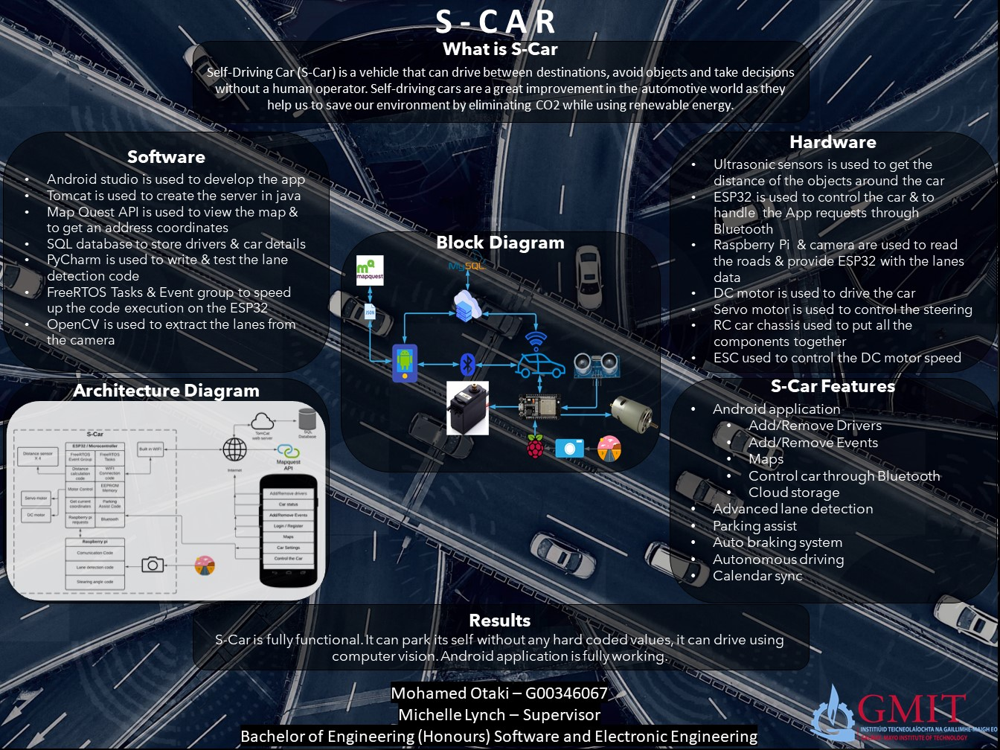 S - C A R
What is S-Car
Self-Driving Car (S-Car) is a vehicle that can drive between destinations, avoid objects and take decisions
without a human operator. Self-driving cars are a great improvement in the automotive world as they
help us to save our environment by eliminating CO2 while using renewable energy.
Software
• Android studio is used to develop the app
• Tomcat is used to create the server in java
• Map Quest API is used to view the map &
to get an address coordinates
• SQL database to store drivers & car details
• PyCharm is used to write & test the lane
detection code
• FreeRTOS Tasks & Event group to speed
up the code execution on the ESP32
• OpenCV is used to extract the lanes from
the camera
Hardware
• Ultrasonic sensors is used to get the
distance of the objects around the car
• ESP32 is used to control the car & to
handle the App requests through
Bluetooth
• Raspberry Pi & camera are used to read
the roads & provide ESP32 with the lanes
data
• DC motor is used to drive the car
• Servo motor is used to control the steering
• RC car chassis used to put all the
components together
• ESC used to control the DC motor speed
Block Diagram
mq
mapquest
MySQL
JSON
Architecture Diagram
S-Car
TomCat
web server
SQL
Database
Mapquest
API
Internet
Distance sensor
X 4
Built in WIFI
ESP32 / Microcontroller
FreeRTOS
Event Group
FreeRTOS
Tasks
Distance
calculation
code
WIFI
Connection
code
Motor Control
EEPROM
Memory
Get current
coordinates
Parking
Assist Code
Raspberry pi
requests
Bluetooth
Servo motor
DC motor
Raspberry pi
Comunication Code
Lane detection code
Stearing angle code
Add/Remove drivers
Car status
Add/Remove Events
Login / Register
Maps
Car Settings
Control the Car
S-Car Features
• Android application
• Add/Remove Drivers
• Add/Remove Events
• Maps
• Control car through Bluetooth
• Cloud storage
• Advanced lane detection
• Parking assist
• Auto braking system
• Autonomous driving
• Calendar sync
Results
S-Car is fully functional. It can park its self without any hard coded values, it can drive using
computer vision. Android application is fully working.
Mohamed Otaki – G00346067
Michelle Lynch – Supervisor
Bachelor of Engineering (Honours) Software and Electronic Engineering
GMIT
INSTITIÚID TEICNEOLAÍOCHTA NA GAILLIMHE-MAIGH EO
GALWAY-MAYO INSTITUTE OF TECHNOLOGY